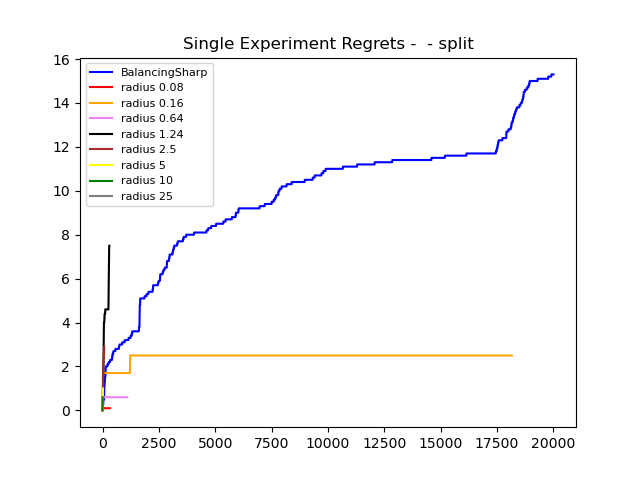 Single Experiment Regrets -  - split
16
14
12
10
8
6
4
2
0
BalancingSharp
radius 0.08
radius 0.16
radius 0.64
radius 1.24
radius 2.5
radius 5
radius 10
radius 25
0 2500 5000 7500 10000 12500 15000 17500 20000